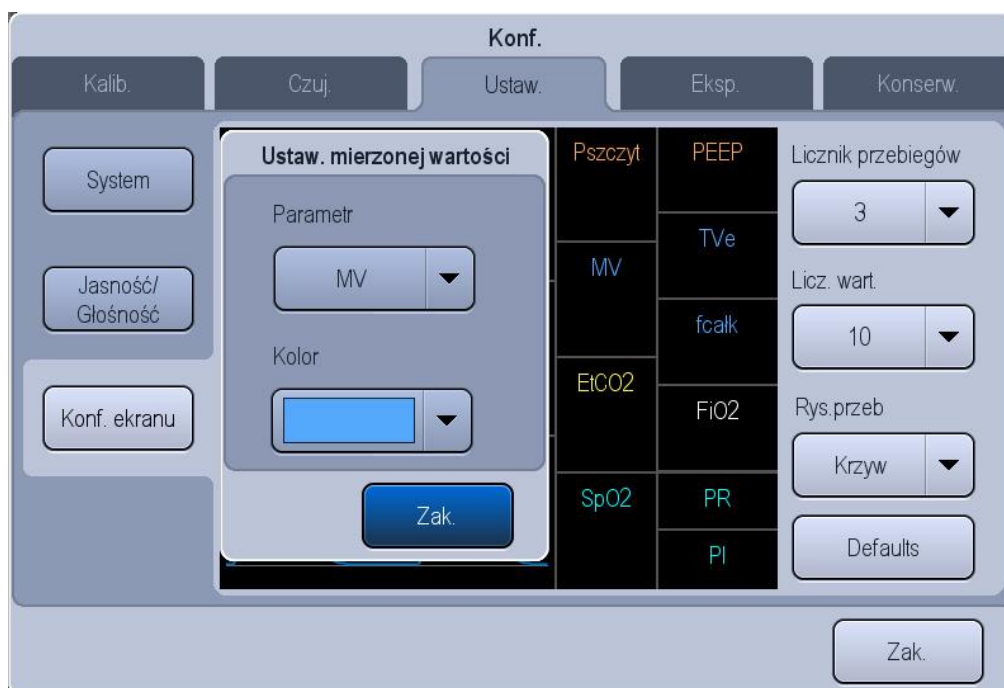 Konf.
Kalib.
Czuj.
Ustaw.
Eksp.
Konserw.
System
Jasność/
Głośność
Konf. ekranu
Ustaw. mierzonej wartości
Parametr
MV
Kolor
Zak.
Pszczyt
MV
EtCO2
SpO2
PEEP
TVe
fcałk
FiO2
PR
PI
Licznik przebiegów
3
Licz. wart.
10
Rys.przeb
Krzyw
Defaults
Zak.